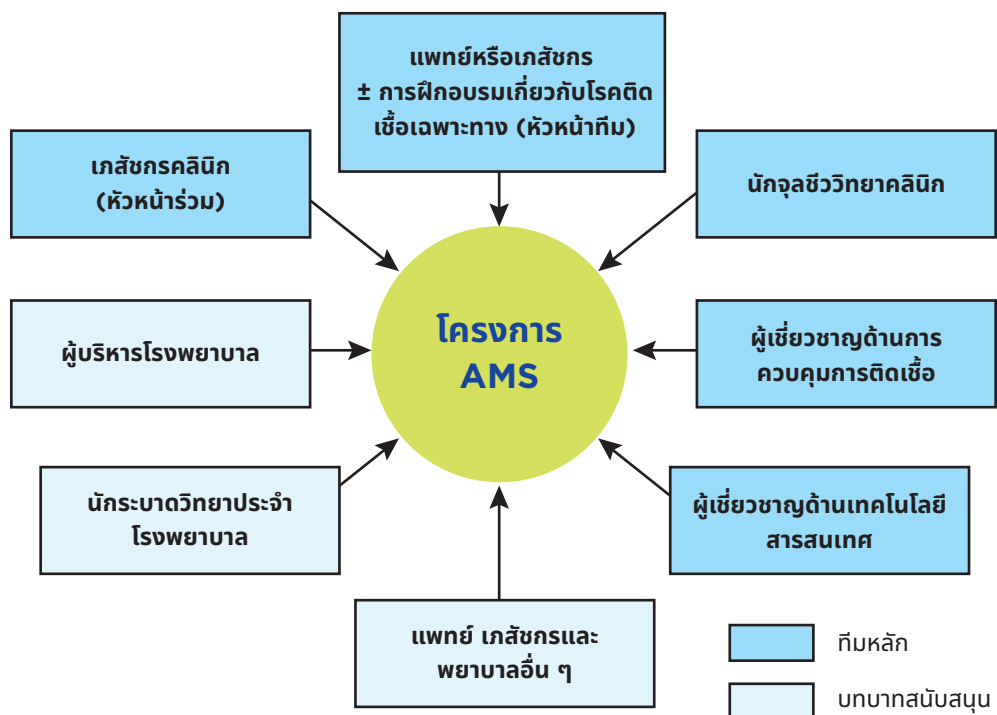 แพทย์หรือเภสัชกร
± การฝึกอบรมเกี่ยวกับโรคติด
เชื้อเฉพาะทาง (หัวหน้าทีม)
เภสัชกรคลินิก
(หัวหน้าร่วม)
นักจุลชีววิทยาคลินิก
ผู้บริหารโรงพยาบาล
โครงการ
AMS
ผู้เชี่ยวชาญด้านการ
ควบคุมการติดเชื้อ
นักระบาดวิทยาประจำ
โรงพยาบาล
ผู้เชี่ยวชาญด้านเทคโนโลยี
สารสนเทศ
แพทย์ เภสัชกรและ
พยาบาลอื่น ๆ
ทีมหลัก
บทบาทสนับสนุน